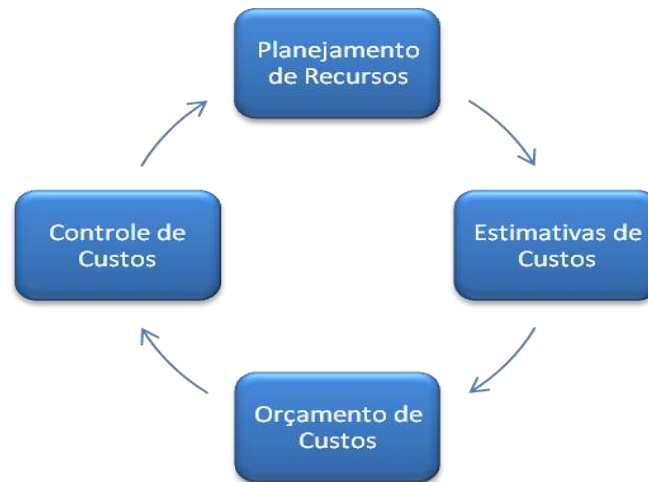 Planejamento
de Recursos
Estimativas de
Custos
Orçamento de
Custos
Controle de
Custos